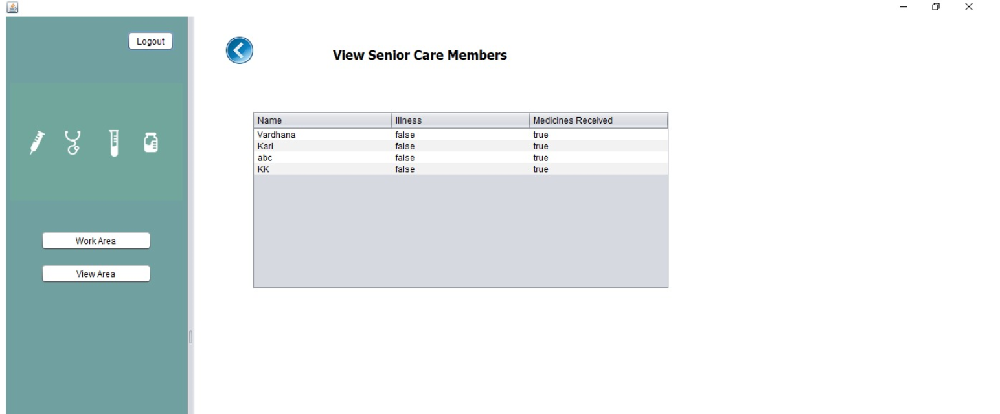 Logout
View Senior Care Members
Name Illness Medicines Received
Vardhana false true
Kari false true
abc false true
KK false true
Work Area
View Area